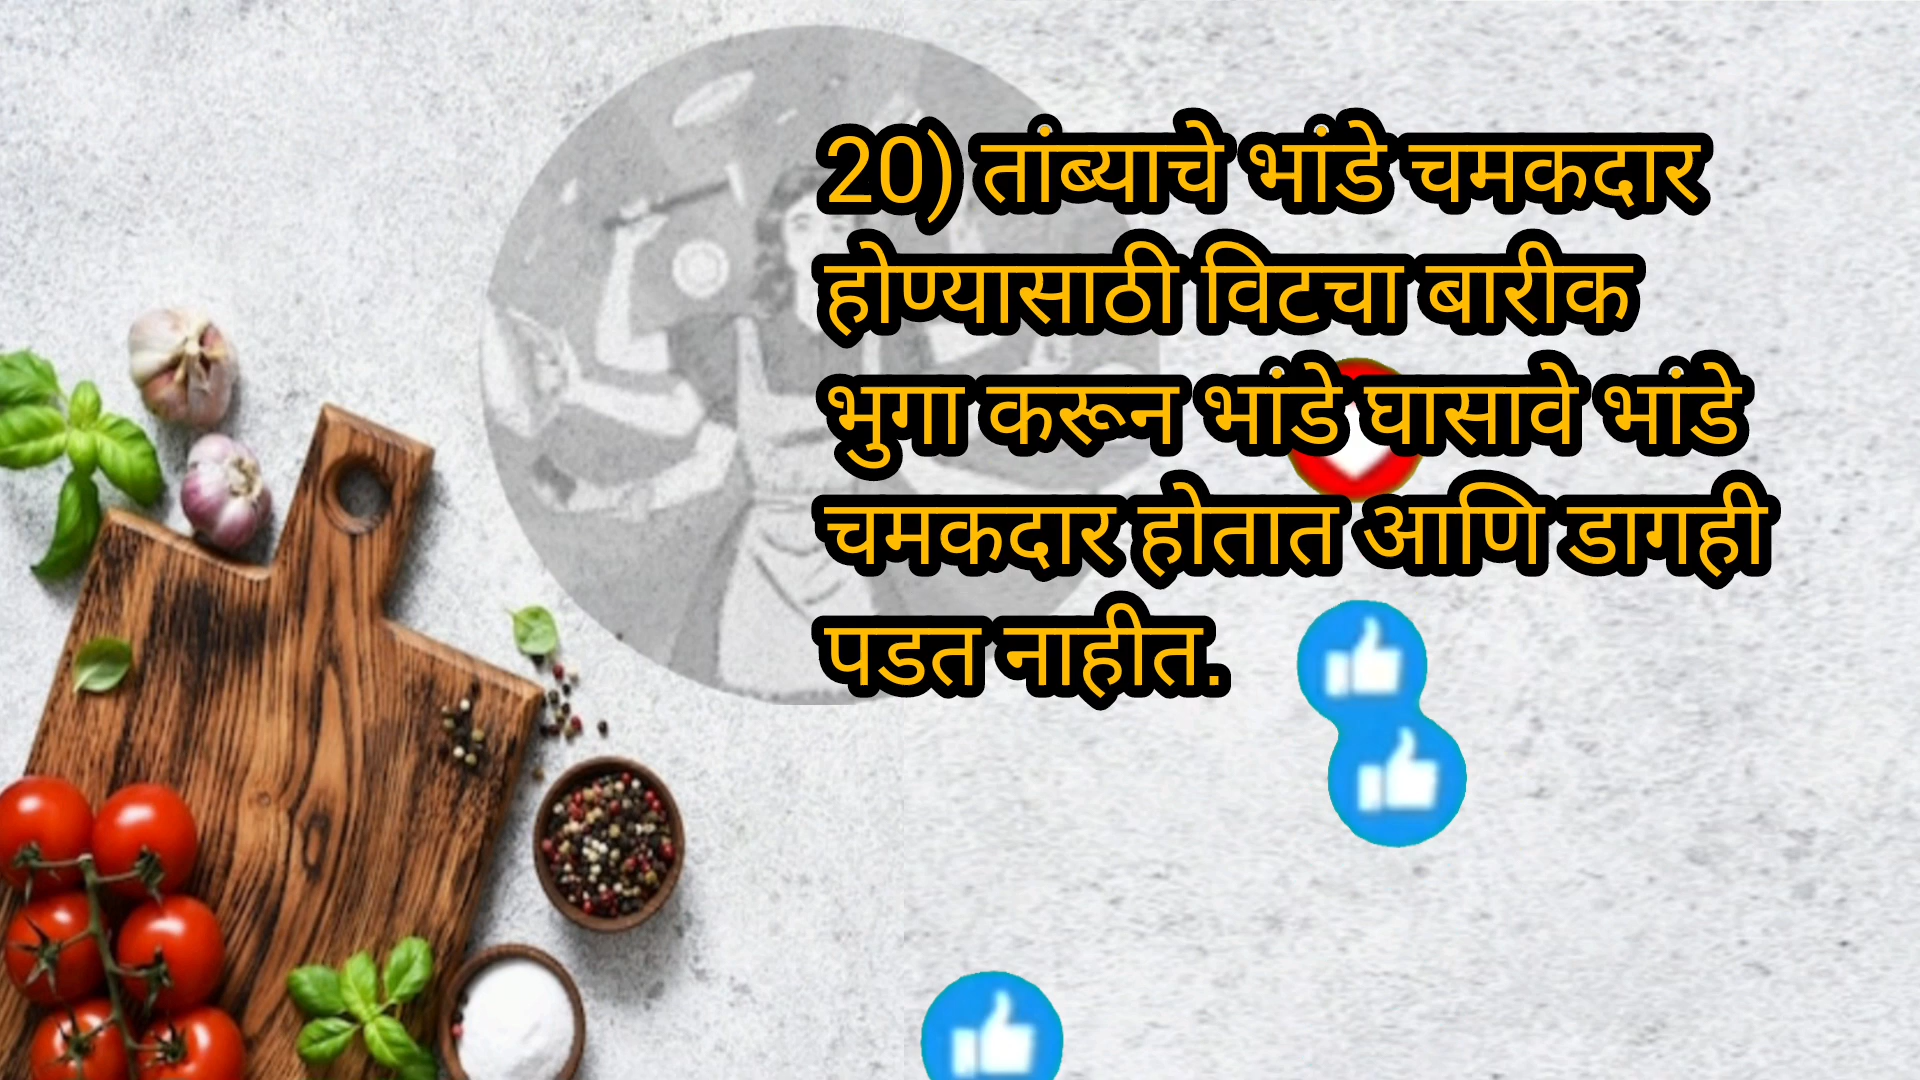 20) तांब्याचे भांडे चमकदार
होण्यासाठी विटचा बारीक
भुगा करून भांडे घासावे भांडे
चमकदार होतात आणि डागही
पडत नाहीत.